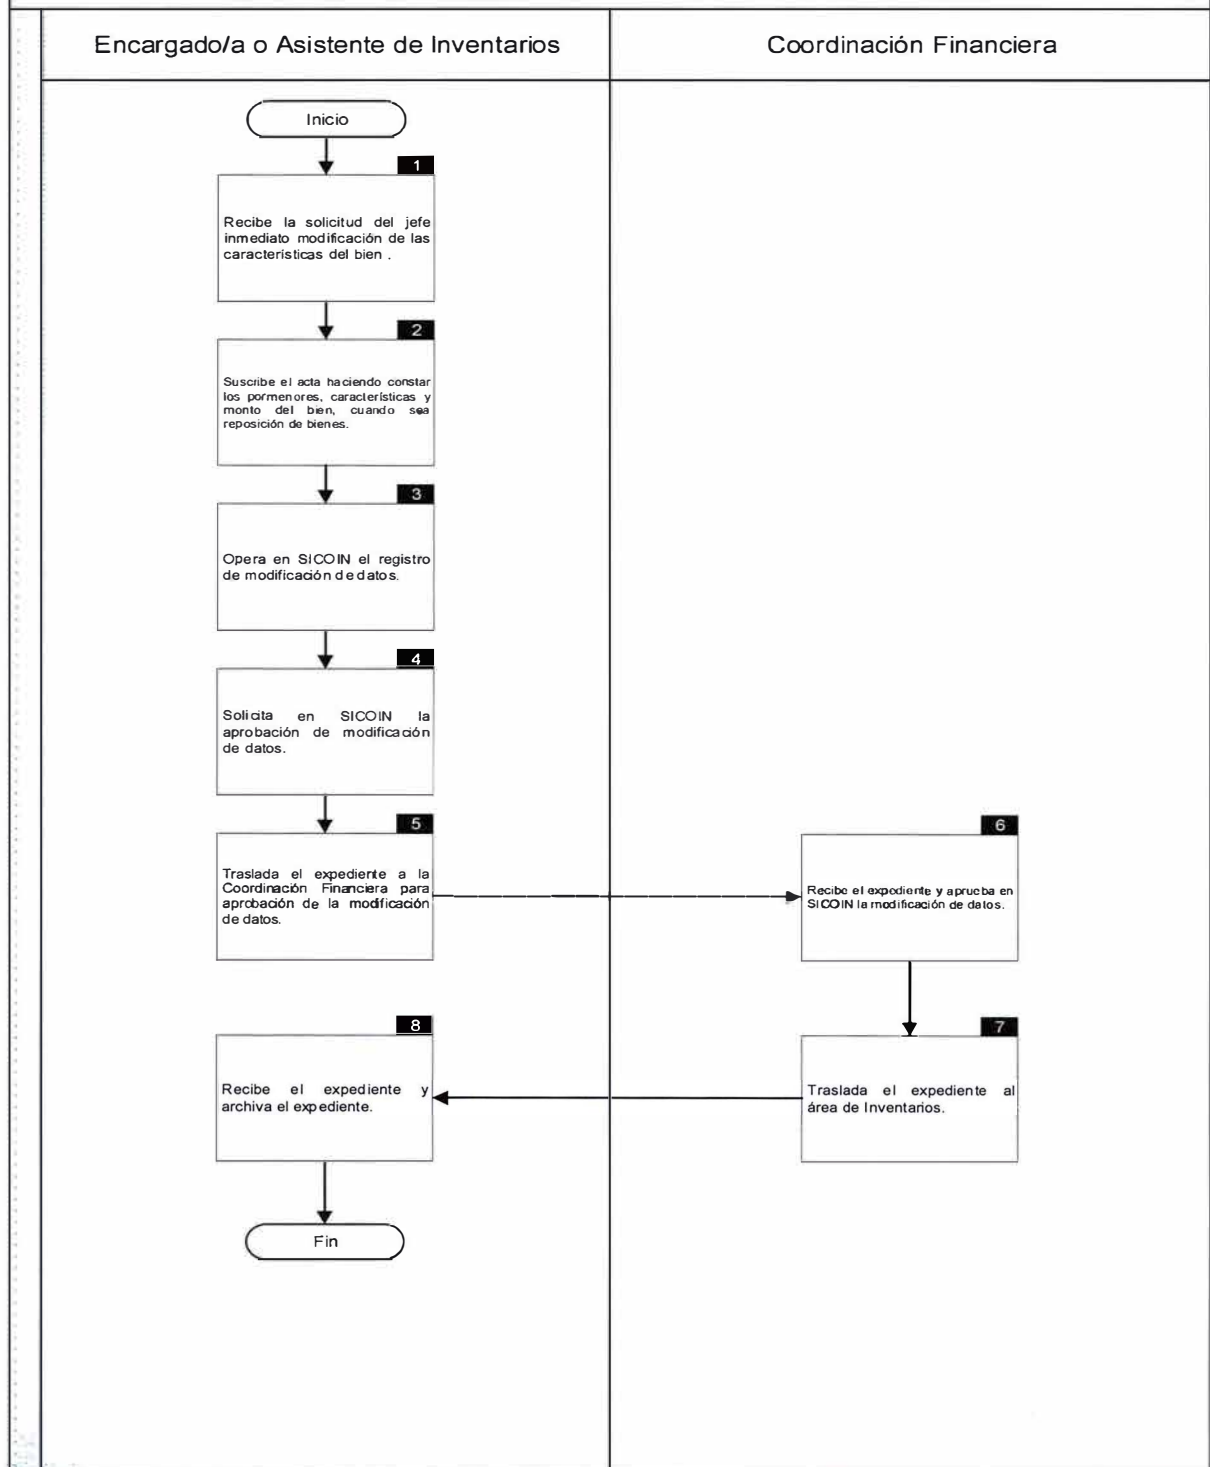 Encargado/a o Asistente de Inventarios
Coordinación Financiera
Inicio
1
Recibe la solicitud del jefe
inmediato modificación de las
características del bien .
2
Suscribe el acta haciendo constar
los pormenores, características y
monto del bien, cuando sea
reposición de bienes.
3
Opera en SICOIN el registro
de modificación de datos.
4
Solicita en SICOIN la
aprobación de modificación
de datos.
5
Traslada el expediente a la
Coordinación Financiera para
aprobación de la modificación
de datos.
6
Recibe el expediente y aprueba en
SICOIN la modificación de datos.
7
Traslada el expediente al
área de Inventarios.
8
Recibe el expediente y
archiva el expediente.
Fin